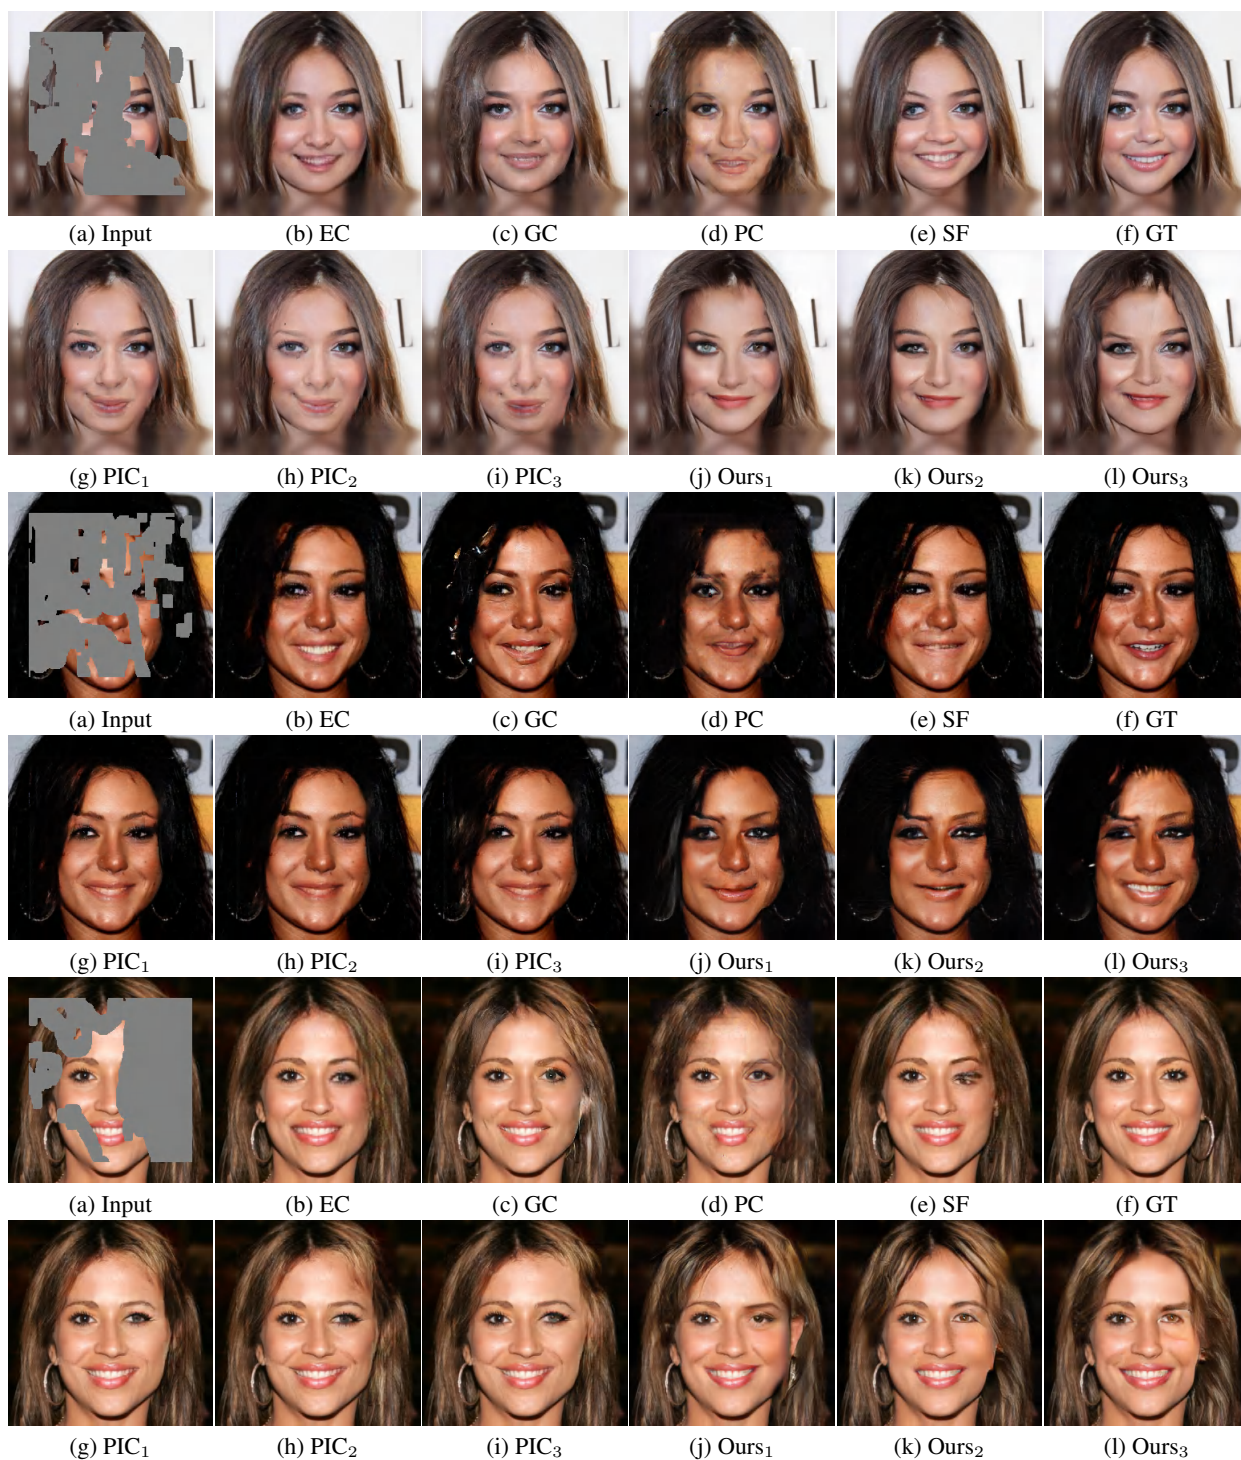 (a) Input (b) EC (c) GC (d) PC (e) SF (f) GT
(g) PIC₁ (h) PIC₂ (i) PIC₃ (j) Ours₁ (k) Ours₂ (l) Ours₃
(a) Input (b) EC (c) GC (d) PC (e) SF (f) GT
(g) PIC₁ (h) PIC₂ (i) PIC₃ (j) Ours₁ (k) Ours₂ (l) Ours₃
(a) Input (b) EC (c) GC (d) PC (e) SF (f) GT
(g) PIC₁ (h) PIC₂ (i) PIC₃ (j) Ours₁ (k) Ours₂ (l) Ours₃